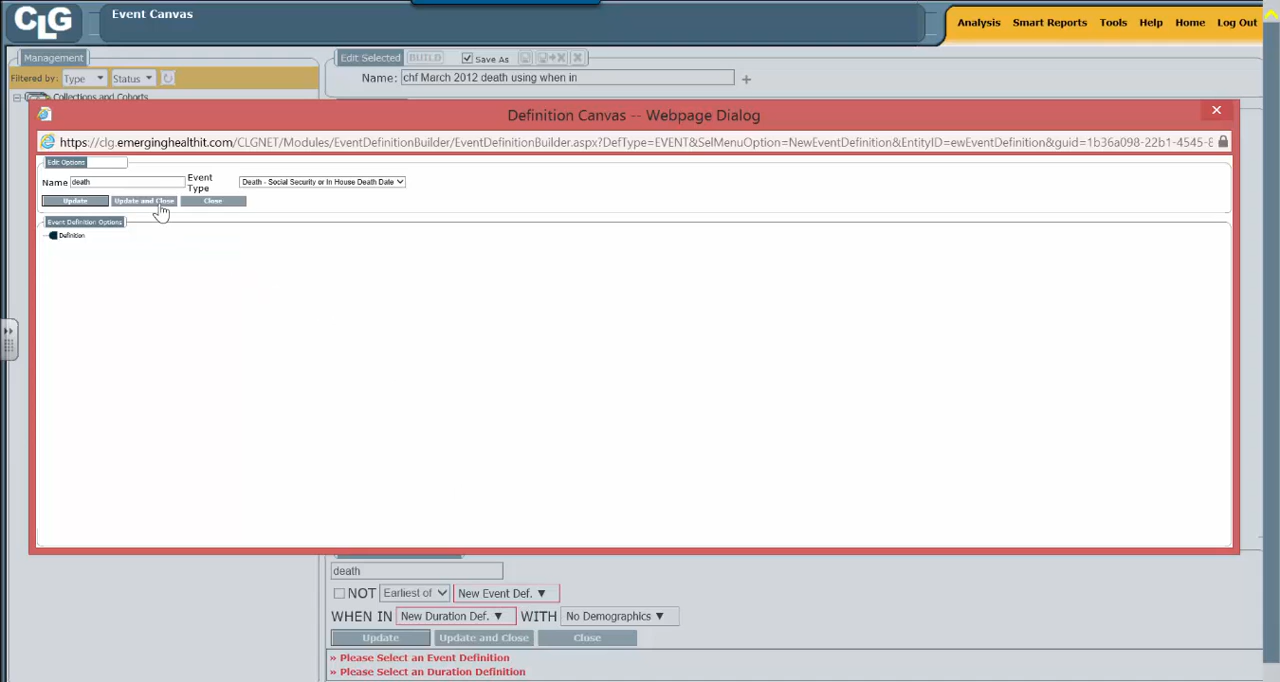 CLG
Event Canvas
Analysis Smart Reports Tools Help Home Log Out
Management
Edit Selected BUILD Save As
Filtered by: Type Status
Name: chf March 2012 death using when in +
Collections and Cohorts
Definition Canvas -- Webpage Dialog
https://clg.emerginghealthit.com/CLGNET/Modules/EventDefinitionBuilder/EventDefinitionBuilder.aspx?DefType=EVENT&SelMenuOption=NewEventDefinition&EntityID=ewEventDefinition&guid=1b36a098-22b1-4545-8
Edit Options
Name death Event Type Death - Social Security or In House Death Date
Update Update and Close Close
Event Definition Options
Definition
death
NOT Earliest of New Event Def. ▼
WHEN IN New Duration Def. ▼ WITH No Demographics ▼
Update Update and Close Close
» Please Select an Event Definition
» Please Select an Duration Definition